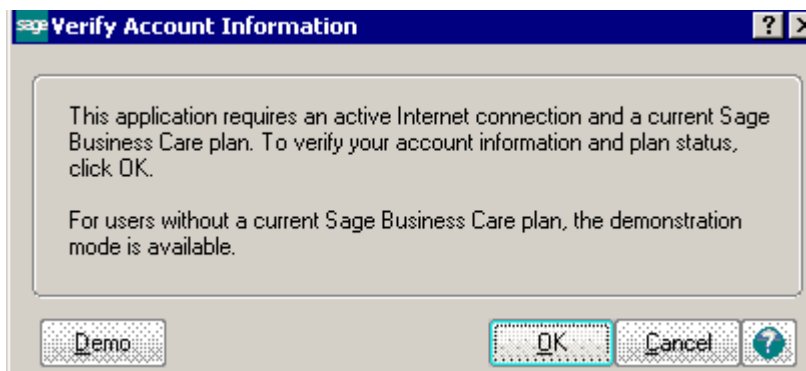 sage Verify Account Information
This application requires an active Internet connection and a current Sage
Business Care plan. To verify your account information and plan status,
click OK.
For users without a current Sage Business Care plan, the demonstration
mode is available.
Demo OK Cancel